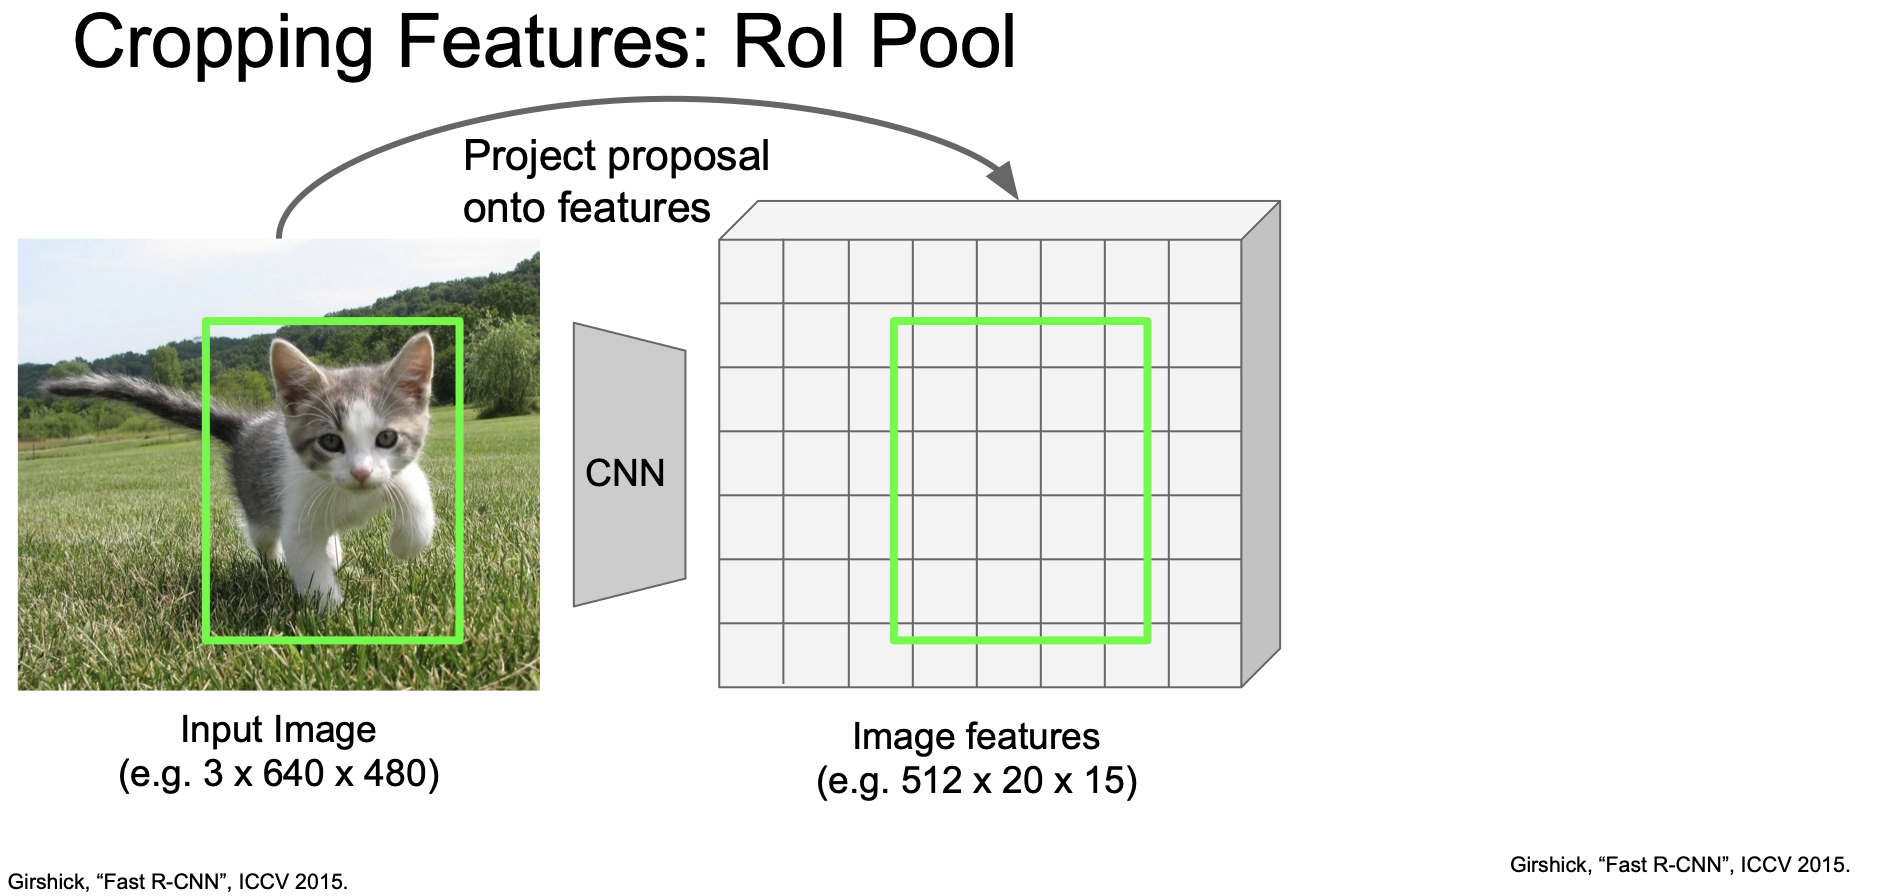 Cropping Features: RoI Pool
Project proposal
onto features
CNN
Input Image
(e.g. 3 x 640 x 480)
Image features
(e.g. 512 x 20 x 15)
Girshick, “Fast R-CNN”, ICCV 2015.
Girshick, “Fast R-CNN”, ICCV 2015.